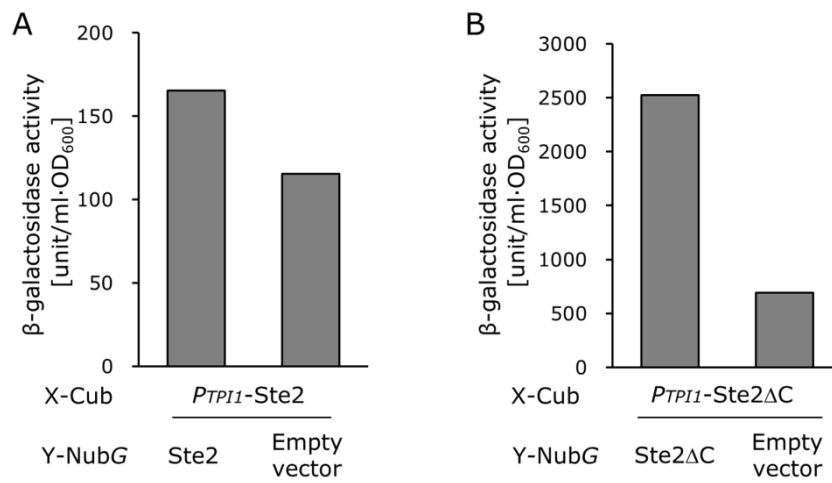 A
β-galactosidase activity
[unit/ml·OD600]
200
150
100
50
0
X-Cub
PTPI1-Ste2
Y-NubG
Ste2
Empty
vector
B
β-galactosidase activity
[unit/ml·OD600]
3000
2500
2000
1500
1000
500
0
X-Cub
PTPI1-Ste2ΔC
Y-NubG
Ste2ΔC
Empty
vector